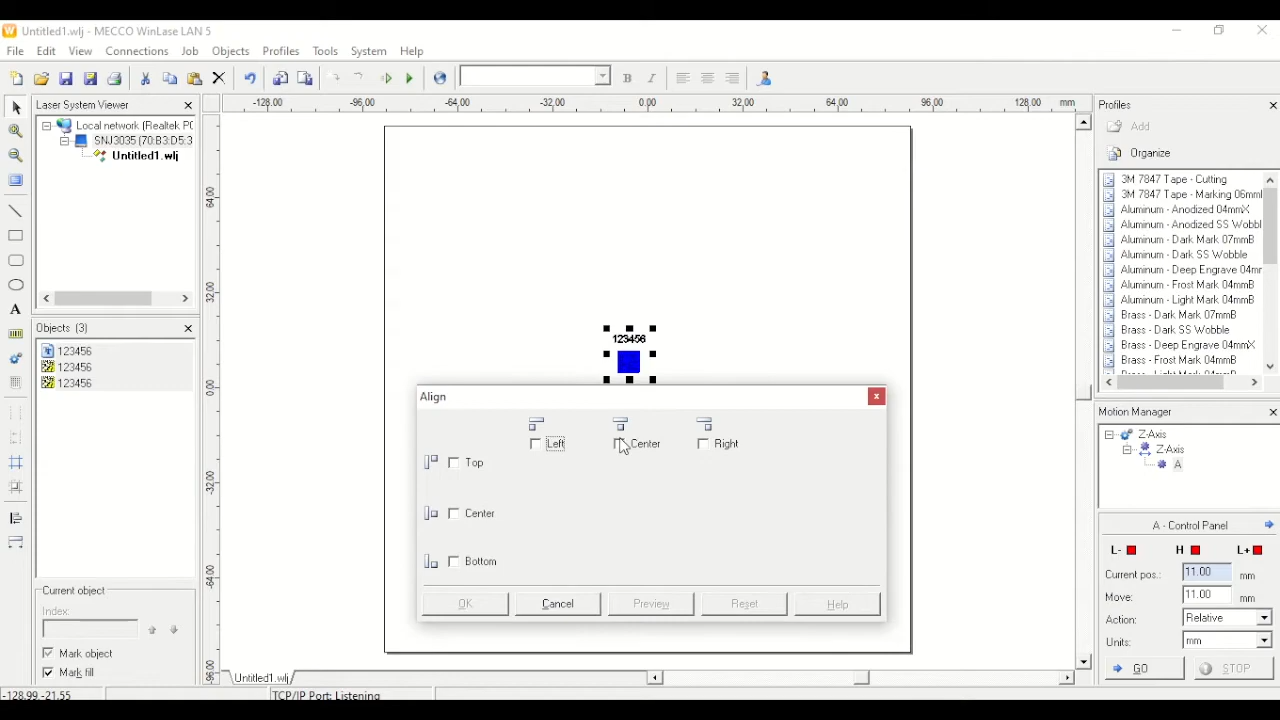 Untitled1.wlj - MECCO WinLase LAN 5
File Edit View Connections Job Objects Profiles Tools System Help
Laser System Viewer
-128.00 -96.00 -64.00 -32.00 0.00 32.00 64.00 96.00 128.00 mm
Profiles
Local network (Realtek PC
SNJ3035 (70:B3:D5:3
Untitled1.wlj
Add
Organize
3M 7847 Tape - Cutting
3M 7847 Tape - Marking 06mml
Aluminum - Anodized 04mmX
Aluminum - Anodized SS Wobbl
Aluminum - Dark Mark 07mmB
Aluminum - Dark SS Wobble
Aluminum - Deep Engrave 04mr
Aluminum - Frost Mark 04mmB
Aluminum - Light Mark 04mmB
Brass - Dark Mark 07mmB
Brass - Dark SS Wobble
Brass - Deep Engrave 04mmX
Brass - Frost Mark 04mmB
64.00
32.00
0.00
-32.00
-64.00
-96.00
Objects (3)
123456
123456
123456
123456
Align
Left Center Right
Top
Center
Bottom
OK Cancel Preview Reset Help
Motion Manager
Z-Axis
Z-Axis
A
A - Control Panel
L- H L+
Current pos.: 11.00 mm
Move: 11.00 mm
Action: Relative
Units: mm
GO STOP
Current object
Index:
Mark object
Mark fill
Untitled1.wlj
-128.99 -21.55 TCP/IP Port: Listening